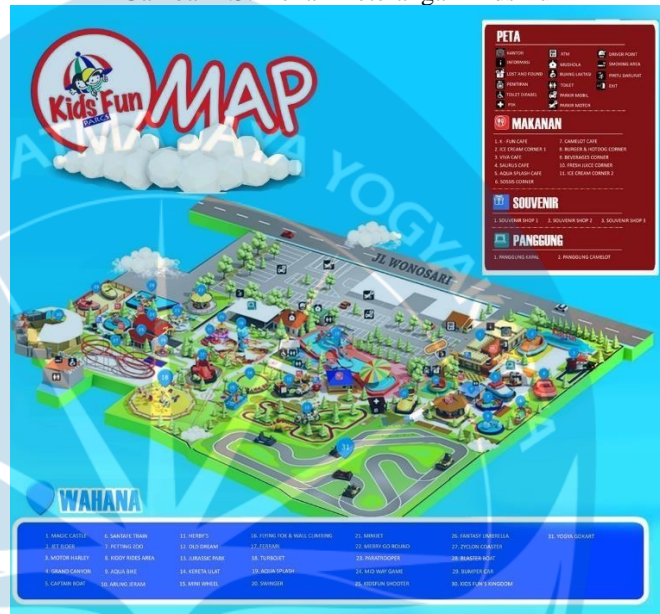 Kids Fun
PARCS
MAP
PETA
KANTOR
INFORMASI
LOST AND FOUND
PENITIPAN
TOILET DIFABEL
P3K
ATM
MUSHOLA
RUANG LAKTASI
TOILET
PARKIR MOBIL
PARKIR MOTOR
SMOKING AREA
PINTU DARURAT
EXIT
MAKANAN
1. K - FUN CAFE
2. ICE CREAM CORNER 1
3. VIVA CAFE
4. SAURUS CAFE
5. AQUA SPLASH CAFE
6. SOSIS CORNER
7. CAMELOT CAFE
8. BURGER & HOTDOG CORNER
9. BEVERAGES CORNER
10. FRESH JUICE CORNER
11. ICE CREAM CORNER 2
SOUVENIR
1. SOUVENIR SHOP 1
2. SOUVENIR SHOP 2
3. SOUVENIR SHOP 3
PANGGUNG
1. PANGGUNG KAPAL
2. PANGGUNG CAMELOT
JL WONOSARI
ATMA JAYA YOGYAKARTA
31
WAHANA
1. MAGIC CASTLE
2. JET RIDER
3. MOTOR HARLEY
4. GRAND CANYON
5. CAPTAIN BOAT
6. SANTAFE TRAIN
7. PETTING ZOO
8. KIDDY RIDES AREA
9. AQUA BIKE
10. ARUNG JERAM
11. HERBY'S
12. OLD DREAM
13. JURASSIC PARK
14. KERETA ULAT
15. MINI WHEEL
16. FLYING FOX & WALL CLIMBING
17. FERRARI
18. TURBOJET
19. AQUA SPLASH
20. SWINGER
21. MINIJET
22. MERRY GO ROUND
23. PARATROOPER
24. MID WAY GAME
25. KIDSFUN SHOOTER
26. FANTASY UMBRELLA
27. ZYCLON COASTER
28. BLASTER BOAT
29. BUMPER CAR
30. KIDS FUN'S KINGDOM
31. YOGYA GOKART